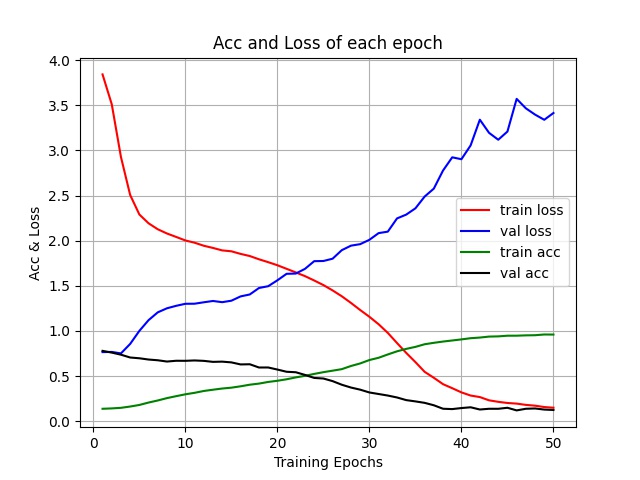 Acc and Loss of each epoch
Acc & Loss
4.0
3.5
3.0
2.5
2.0
1.5
1.0
0.5
0.0
train loss
val loss
train acc
val acc
0 10 20 30 40 50
Training Epochs